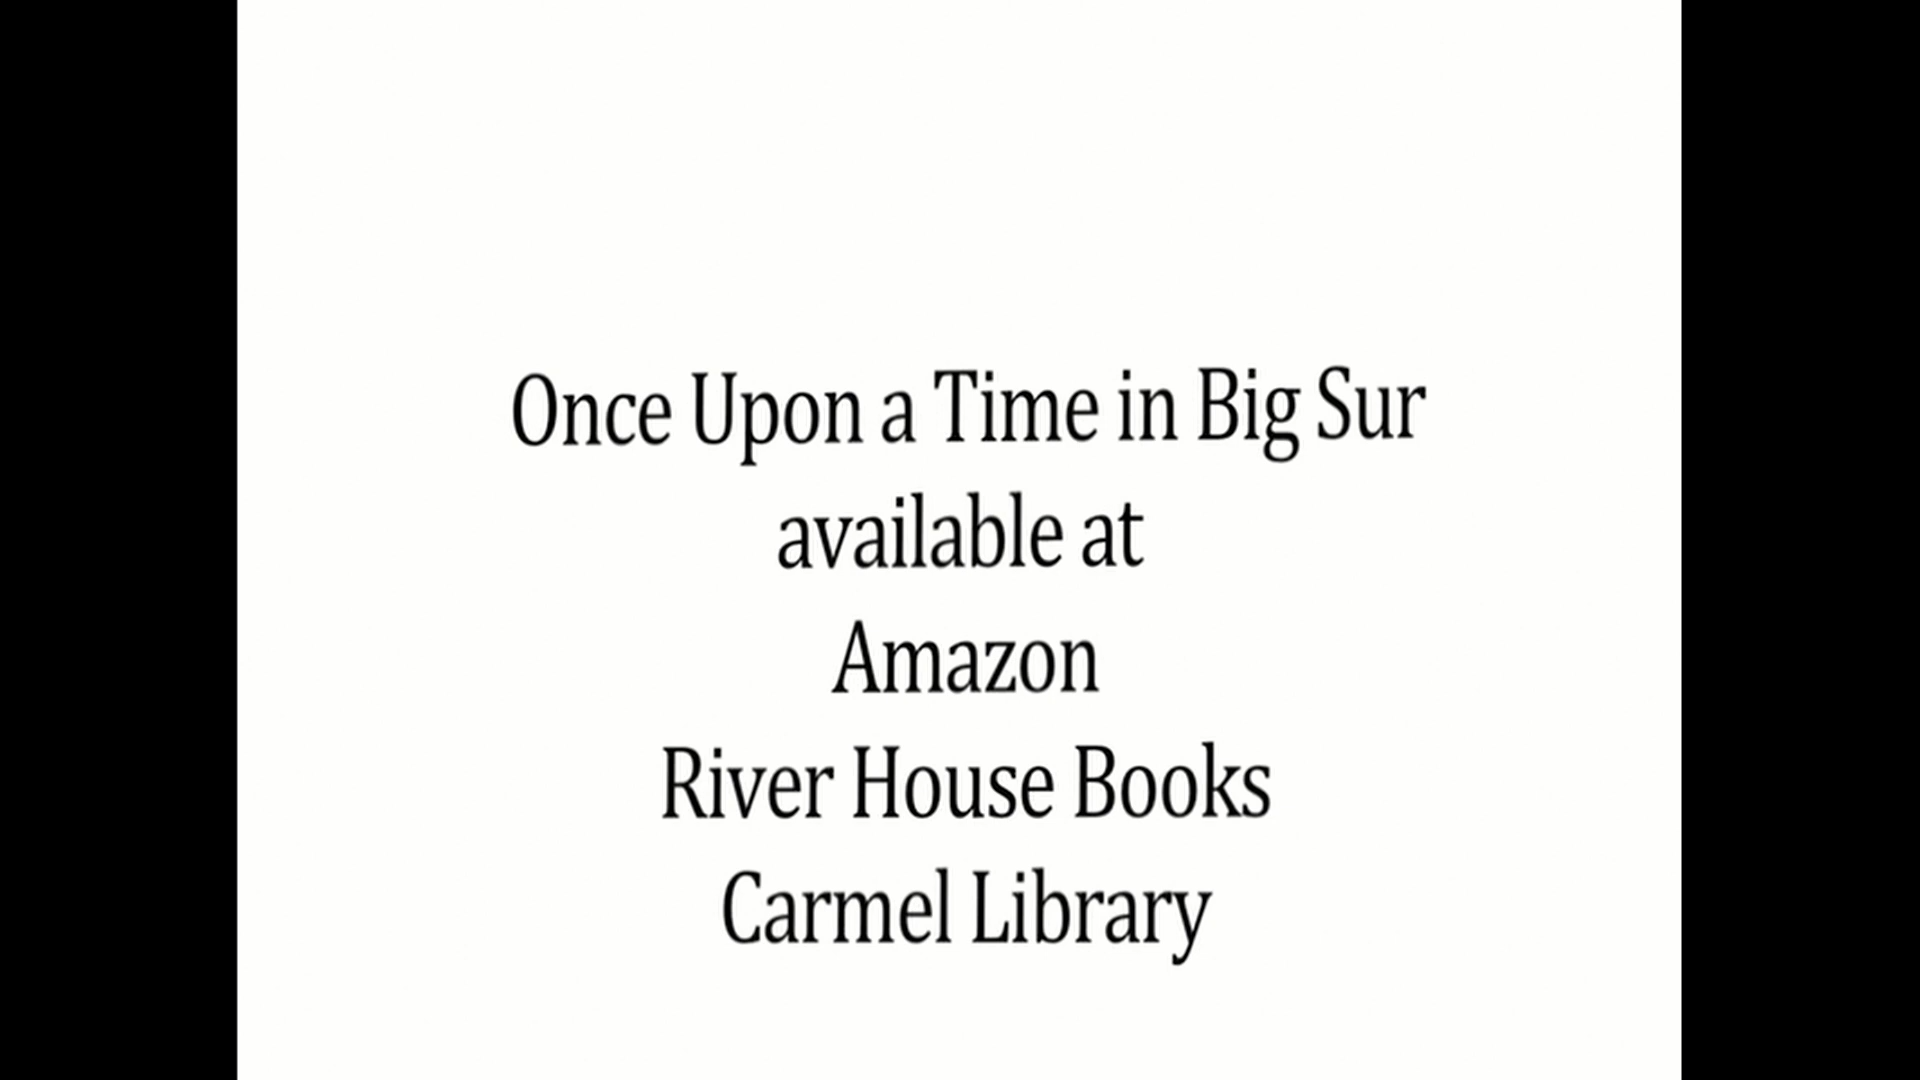 Once Upon a Time in Big Sur
available at
Amazon
River House Books
Carmel Library